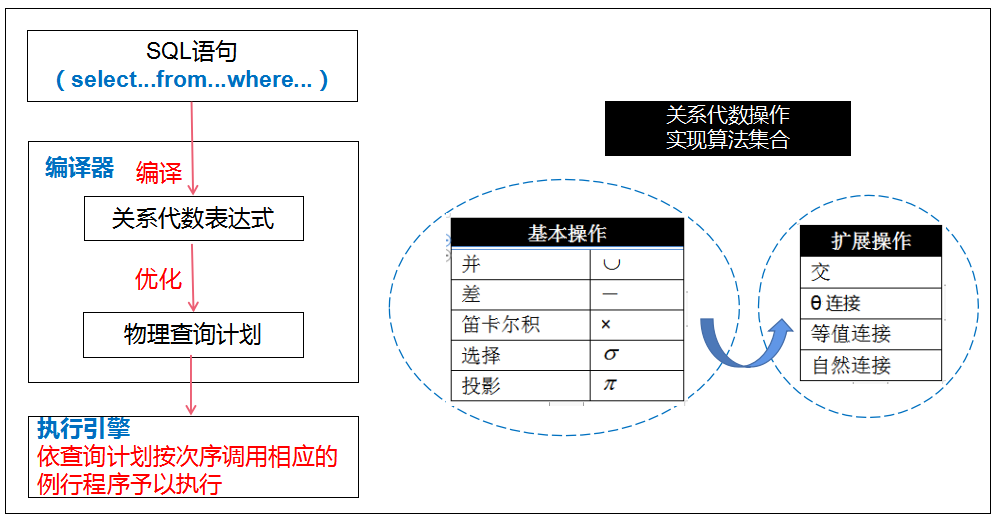 SQL语句
（select...from...where...）
编译器
编译
关系代数表达式
优化
物理查询计划
执行引擎
依查询计划按次序调用相应的
例行程序予以执行
关系代数操作
实现算法集合
基本操作
并 ∪
差 －
笛卡尔积 ×
选择 σ
投影 π
扩展操作
交
θ 连接
等值连接
自然连接